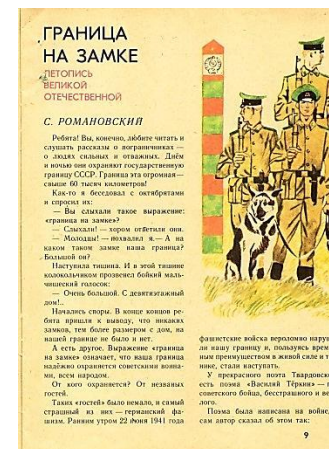 ГРАНИЦА
НА ЗАМКЕ
ЛЕТОПИСЬ
ВЕЛИКОЙ
ОТЕЧЕСТВЕННОЙ
С. РОМАНОВСКИЙ
Ребята! Вы, конечно, любите читать и
слушать рассказы о пограничниках —
о людях сильных и отважных. Днём
и ночью они охраняют государственную
границу СССР. Граница эта огромная —
свыше 60 тысяч километров!
Как-то я беседовал с октябрятами
и спросил их:
— Вы слыхали такое выражение:
«граница на замке»?
— Слыхали! — хором ответили они.
— Молодцы! — похвалил я. — А на
каком таком замке наша граница?
Большой он?
Наступила тишина. И в этой тишине
колокольчиком прозвенел бойкий маль-
чишеский голосок:
— Очень большой. С девятиэтажный
дом!..
Начались споры. В конце концов ре-
бята пришли к выводу, что никаких
замков, тем более размером с дом, на
нашей границе не было и нет.
А есть другое. Выражение «граница
на замке» означает, что наша граница
надёжно охраняется советскими воина-
ми, всем народом.
От кого охраняется? От незваных
гостей.
Таких «гостей» было немало, и самый
страшный из них — германский фа-
шизм. Ранним утром 22 июня 1941 года
фашистские войска вероломно нару
ли нашу границу и, пользуясь време
ным преимуществом в живой силе и т
нике, стали наступать.
У прекрасного поэта Твардовско
есть поэма «Василий Тёркин» —
советского бойца, бесстрашного и ве
лого.
Поэма была написана на войне,
сам автор сказал об этом так:
9